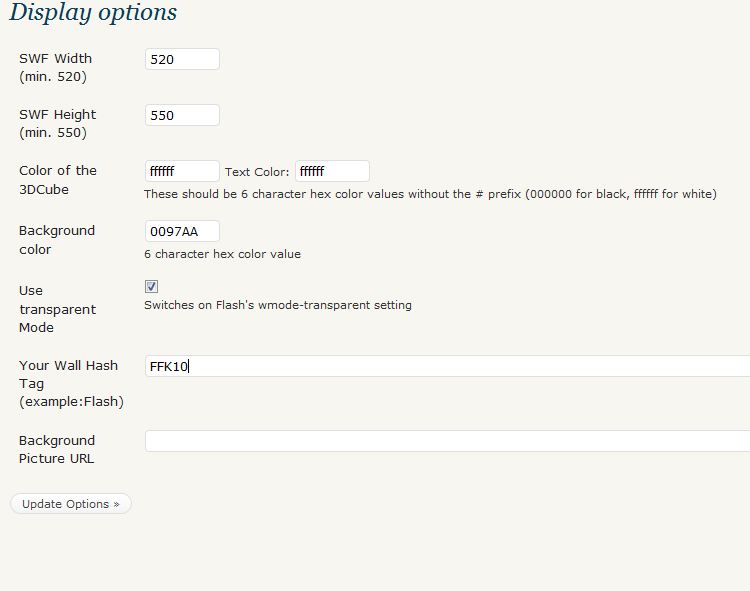 Display options
SWF Width 520
(min. 520)
SWF Height 550
(min. 550)
Color of the ffffff Text Color: ffffff
3DCube
These should be 6 character hex color values without the # prefix (000000 for black, ffffff for white)
Background 0097AA
color
6 character hex color value
Use
transparent
Mode
Switches on Flash's wmode-transparent setting
Your Wall Hash FFK10
Tag
(example:Flash)
Background
Picture URL
Update Options »